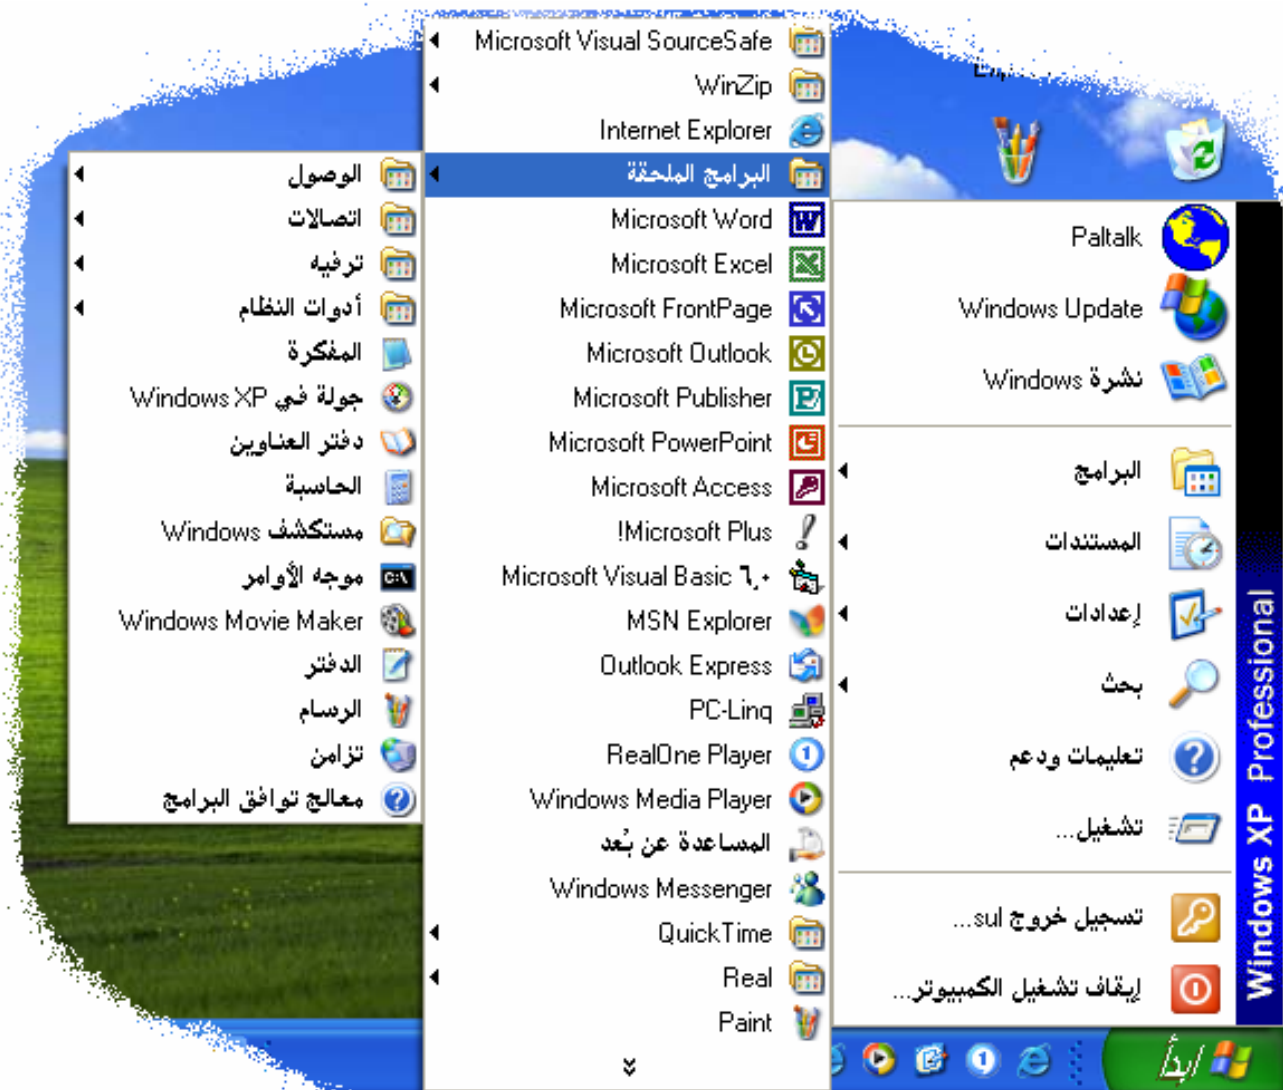 Paltalk
Windows Update
نشرة Windows
البرامج
المستندات
إعدادات
بحث
تعليمات ودعم
تشغيل...
تسجيل خروج sul...
إيقاف تشغيل الكمبيوتر...
Windows XP Professional
ابدأ
Microsoft Visual SourceSafe
WinZip
Internet Explorer
البرامج الملحقة
Microsoft Word
Microsoft Excel
Microsoft FrontPage
Microsoft Outlook
Microsoft Publisher
Microsoft PowerPoint
Microsoft Access
!Microsoft Plus
Microsoft Visual Basic ٦,٠
MSN Explorer
Outlook Express
PC-Linq
RealOne Player
Windows Media Player
المساعدة عن بُعد
Windows Messenger
QuickTime
Real
Paint
الوصول
اتصالات
ترفيه
أدوات النظام
المفكرة
جولة في Windows XP
دفتر العناوين
الحاسبة
مستكشف Windows
موجه الأوامر
Windows Movie Maker
الدفتر
الرسام
تزامن
معالج توافق البرامج